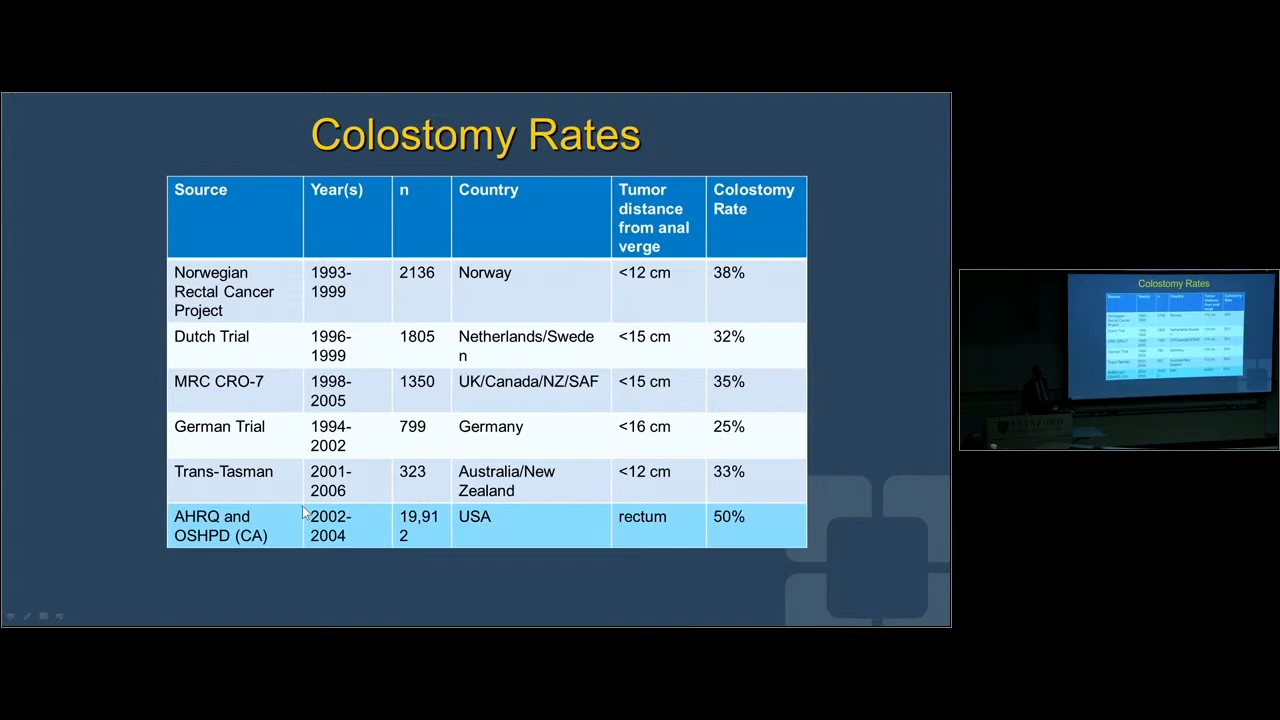 Colostomy Rates
Source Year(s) n Country Tumor distance from anal verge Colostomy Rate
Norwegian Rectal Cancer Project 1993-1999 2136 Norway <12 cm 38%
Dutch Trial 1996-1999 1805 Netherlands/Sweden <15 cm 32%
MRC CRO-7 1998-2005 1350 UK/Canada/NZ/SAF <15 cm 35%
German Trial 1994-2002 799 Germany <16 cm 25%
Trans-Tasman 2001-2006 323 Australia/New Zealand <12 cm 33%
AHRQ and OSHPD (CA) 2002-2004 19,912 USA rectum 50%
Colostomy Rates
STANFORD